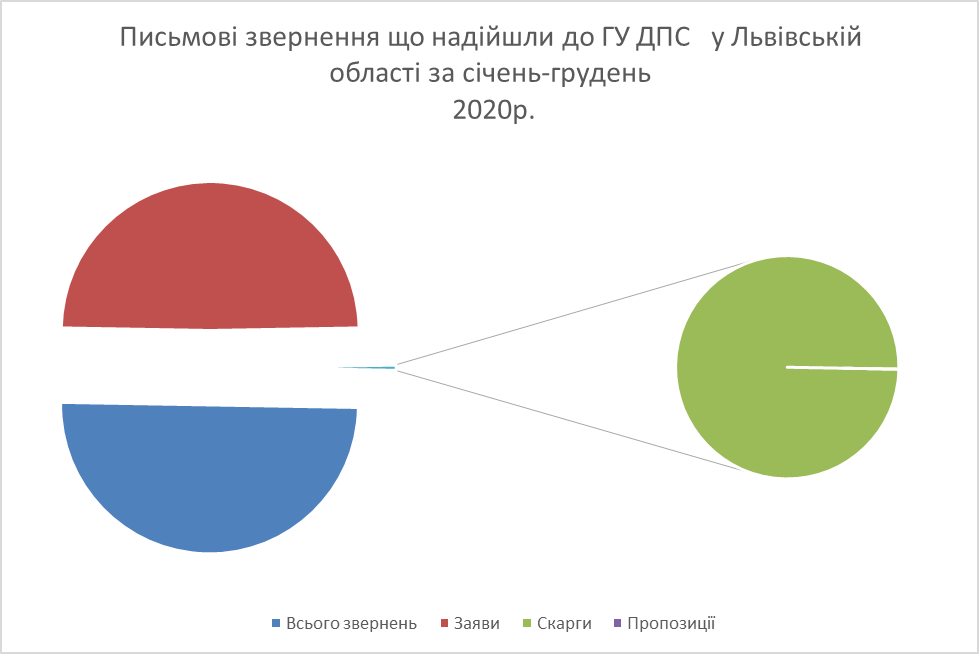 Письмові звернення що надійшли до ГУ ДПС у Львівській
області за січень-грудень
2020р.
Всього звернень Заяви Скарги Пропозиції